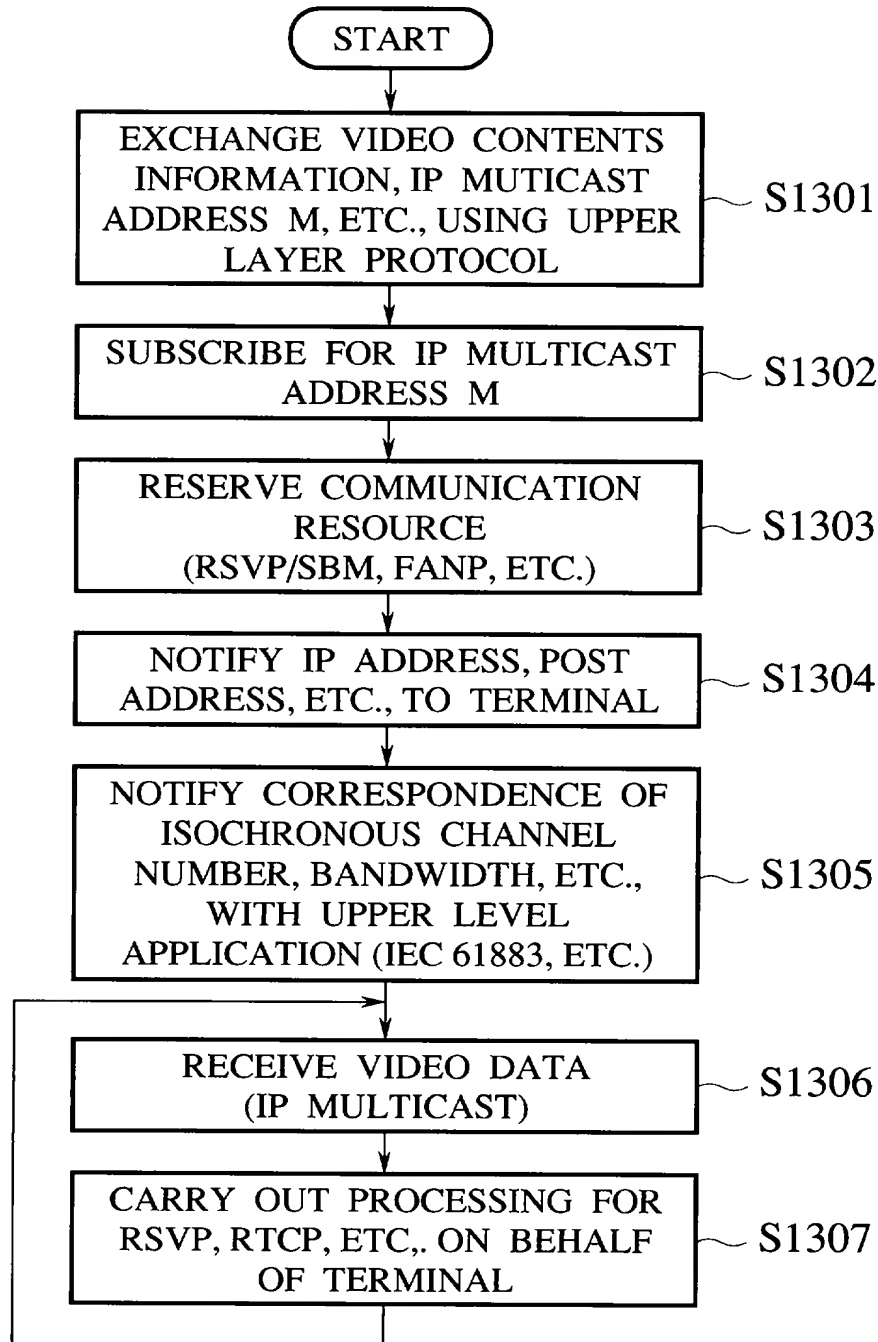 START
EXCHANGE VIDEO CONTENTS
INFORMATION, IP MUTICAST
ADDRESS M, ETC., USING UPPER
LAYER PROTOCOL
S1301
SUBSCRIBE FOR IP MULTICAST
ADDRESS M
S1302
RESERVE COMMUNICATION
RESOURCE
(RSVP/SBM, FANP, ETC.)
S1303
NOTIFY IP ADDRESS, POST
ADDRESS, ETC., TO TERMINAL
S1304
NOTIFY CORRESPONDENCE OF
ISOCHRONOUS CHANNEL
NUMBER, BANDWIDTH, ETC.,
WITH UPPER LEVEL
APPLICATION (IEC 61883, ETC.)
S1305
RECEIVE VIDEO DATA
(IP MULTICAST)
S1306
CARRY OUT PROCESSING FOR
RSVP, RTCP, ETC,. ON BEHALF
OF TERMINAL
S1307